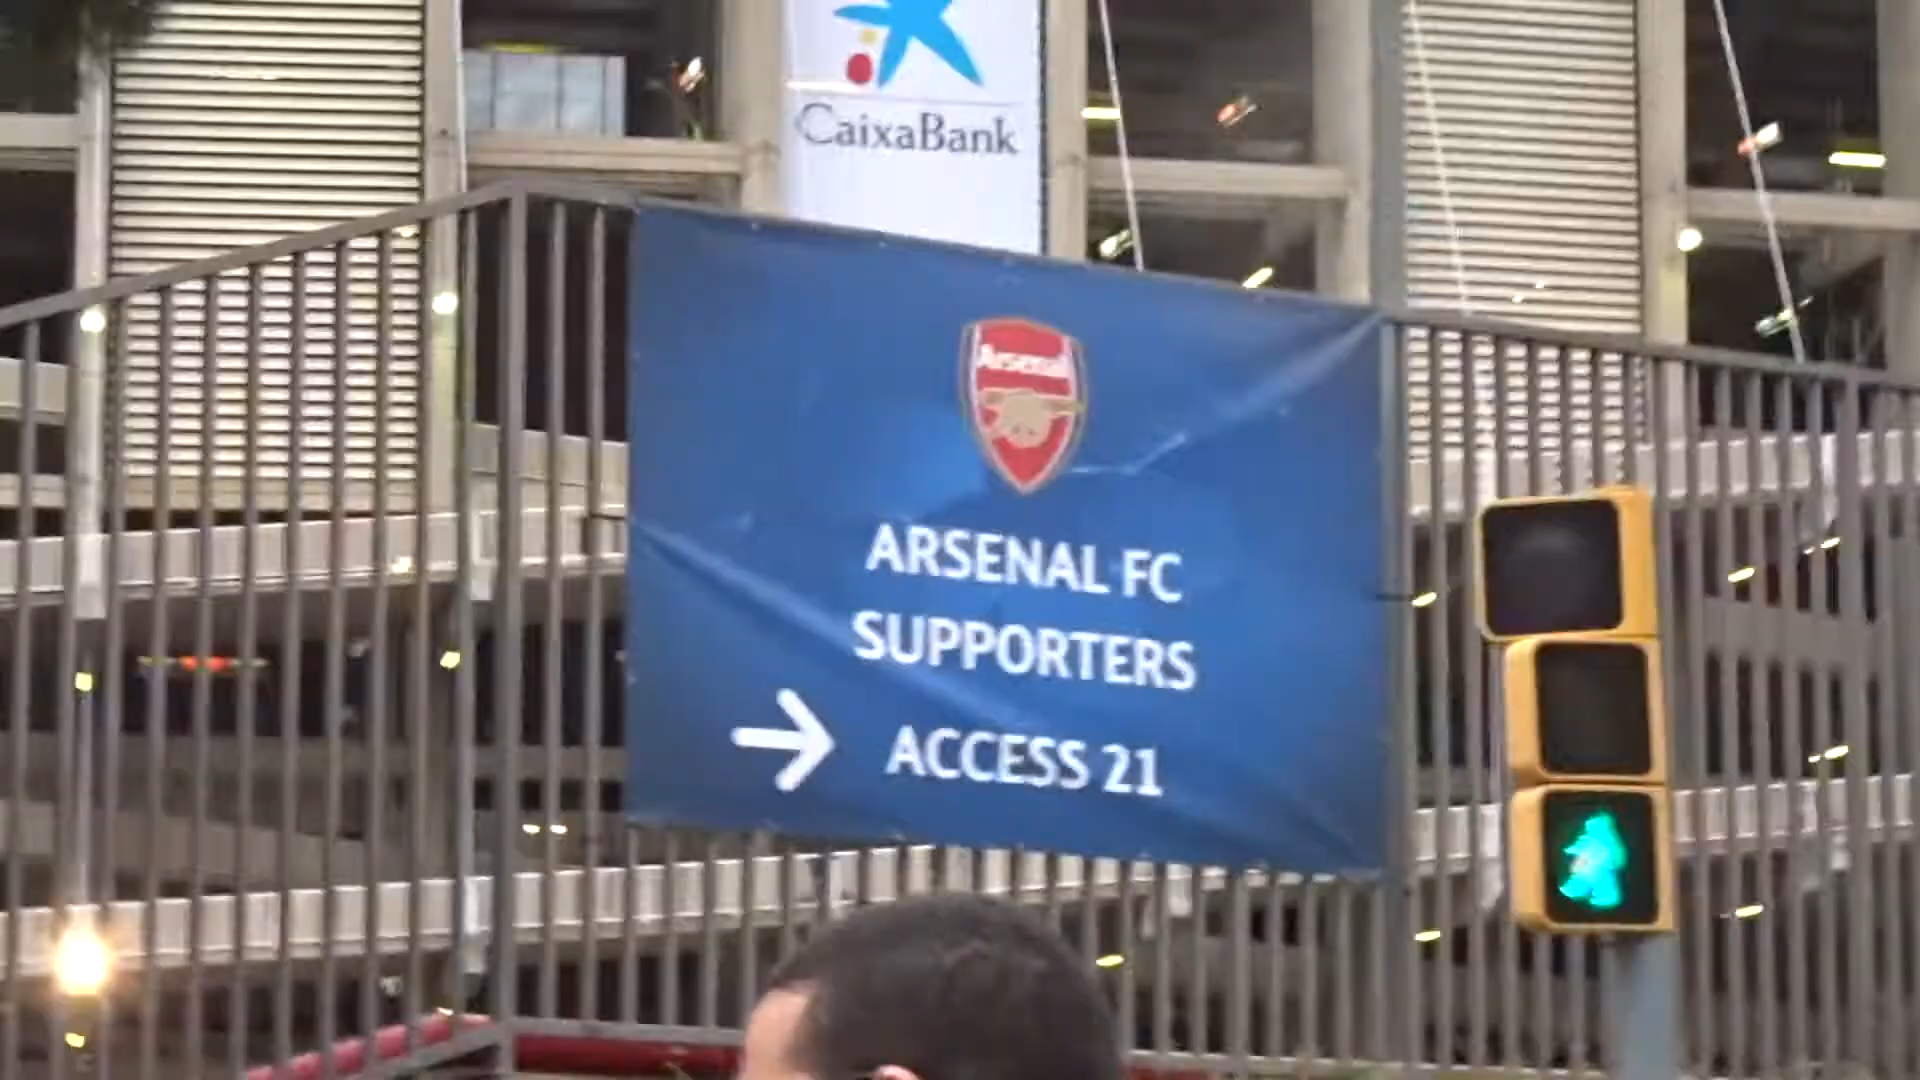 CaixaBank
Arsenal
ARSENAL FC
SUPPORTERS
→ ACCESS 21